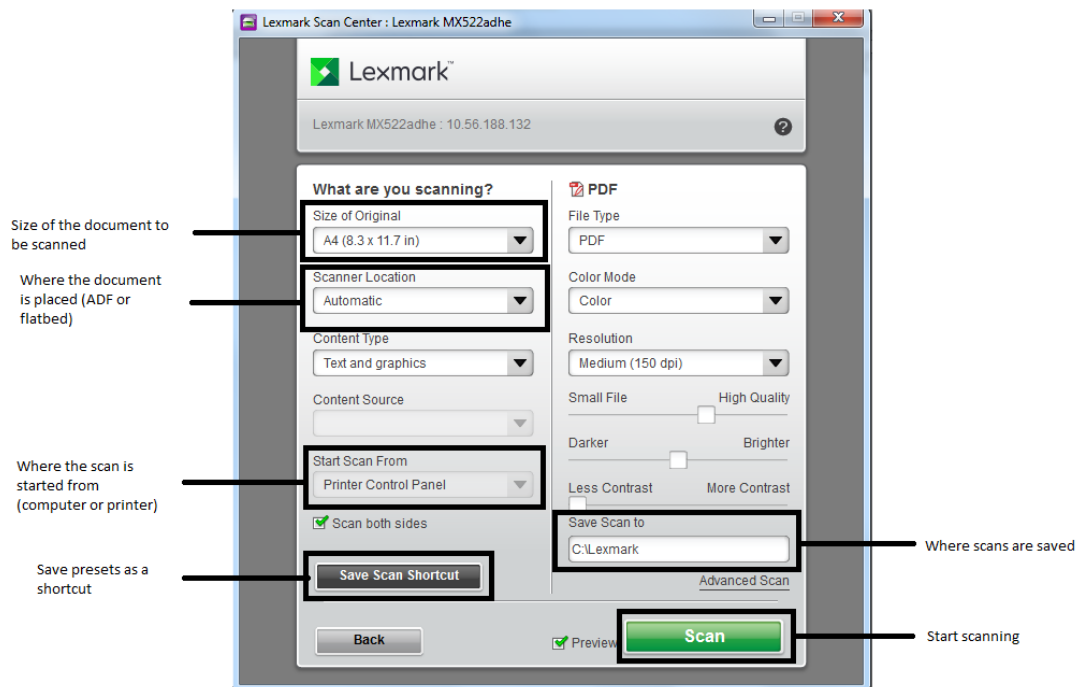 Lexmark Scan Center : Lexmark MX522adhe
Lexmark™
Lexmark MX522adhe : 10.56.188.132
?
What are you scanning?
Size of Original
A4 (8.3 x 11.7 in)
Scanner Location
Automatic
Content Type
Text and graphics
Content Source
Start Scan From
Printer Control Panel
Scan both sides
Save Scan Shortcut
Back
PDF
File Type
PDF
Color Mode
Color
Resolution
Medium (150 dpi)
Small File High Quality
Darker Brighter
Less Contrast More Contrast
Save Scan to
C:\Lexmark
Advanced Scan
Preview
Scan
Size of the document to
be scanned
Where the document
is placed (ADF or
flatbed)
Where the scan is
started from
(computer or printer)
Save presets as a
shortcut
Where scans are saved
Start scanning